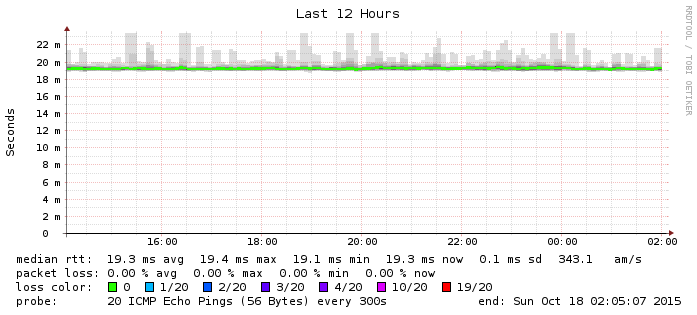 Last 12 Hours
RRDTOOL / TOBI OETIKER
Seconds
22 m
20 m
18 m
16 m
14 m
12 m
10 m
8 m
6 m
4 m
2 m
0
16:00 18:00 20:00 22:00 00:00 02:00
median rtt: 19.3 ms avg 19.4 ms max 19.1 ms min 19.3 ms now 0.1 ms sd 343.1 am/s
packet loss: 0.00 % avg 0.00 % max 0.00 % min 0.00 % now
loss color: 0 1/20 2/20 3/20 4/20 10/20 19/20
probe: 20 ICMP Echo Pings (56 Bytes) every 300s end: Sun Oct 18 02:05:07 2015